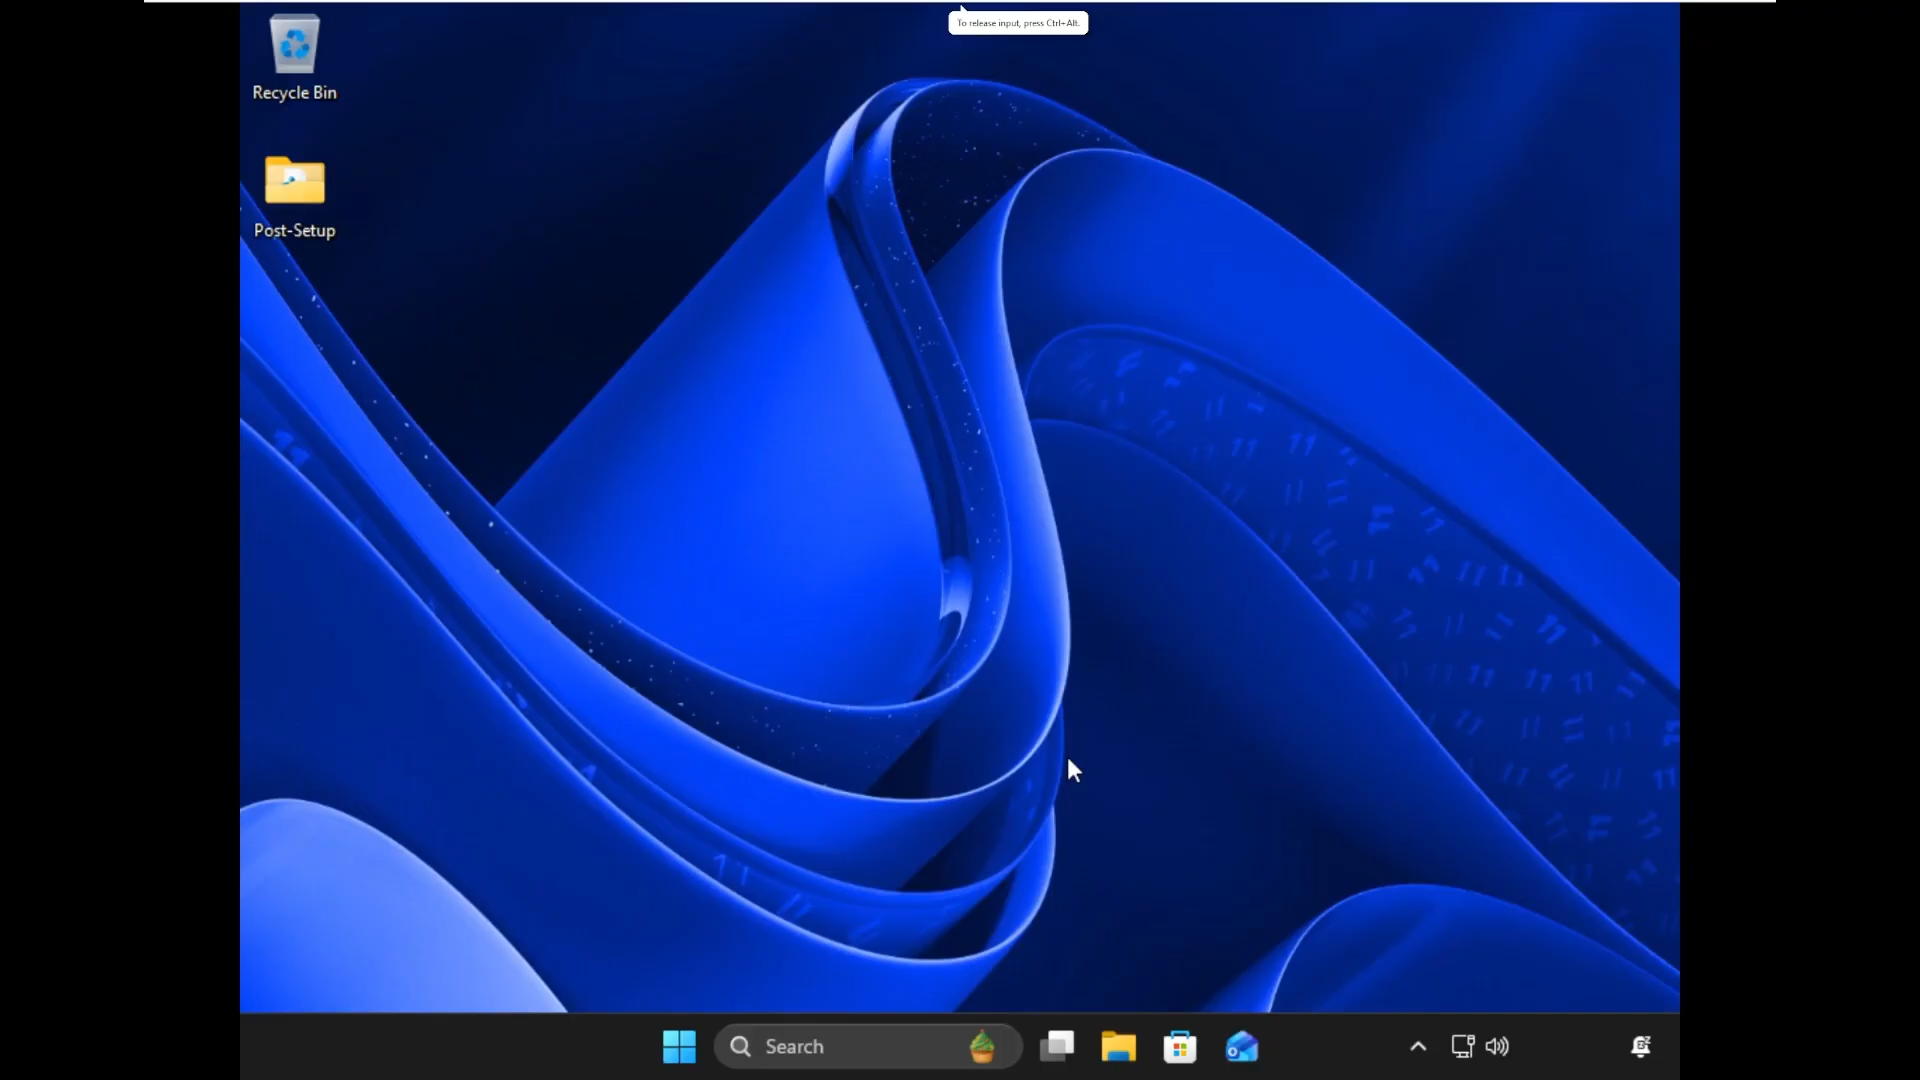 To release input, press Ctrl+Alt.
Recycle Bin
Post-Setup
Search